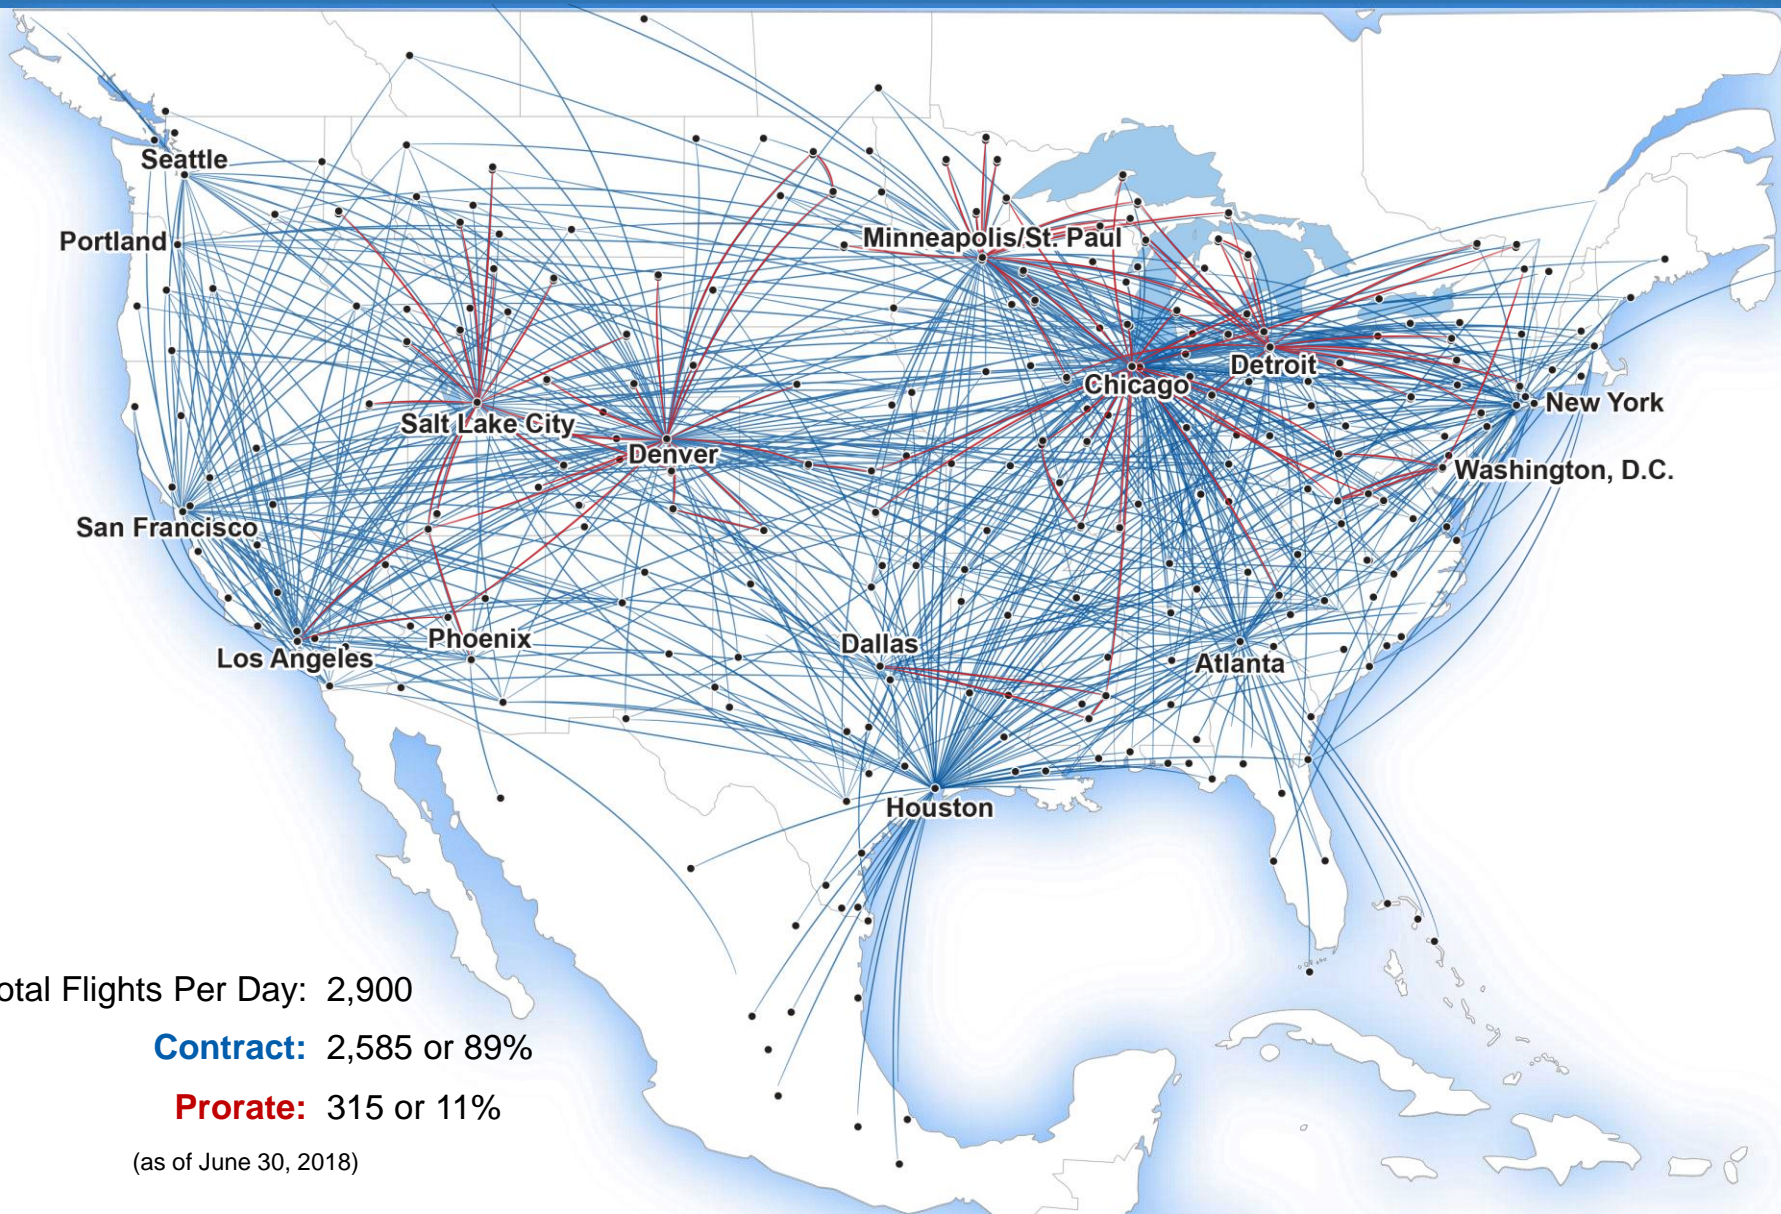 Seattle
Portland
Minneapolis/St. Paul
Detroit
Chicago
New York
Salt Lake City
Denver
Washington, D.C.
San Francisco
Phoenix
Los Angeles
Dallas
Atlanta
Houston
otal Flights Per Day: 2,900
Contract: 2,585 or 89%
Prorate: 315 or 11%
(as of June 30, 2018)